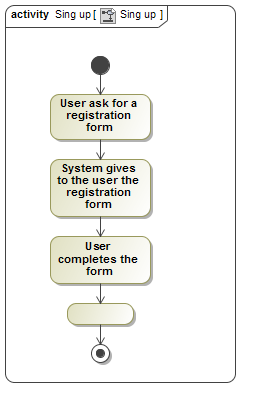 activity Sing up [ Sing up ]
User ask for a
registration
form
System gives
to the user the
registration
form
User
completes the
form